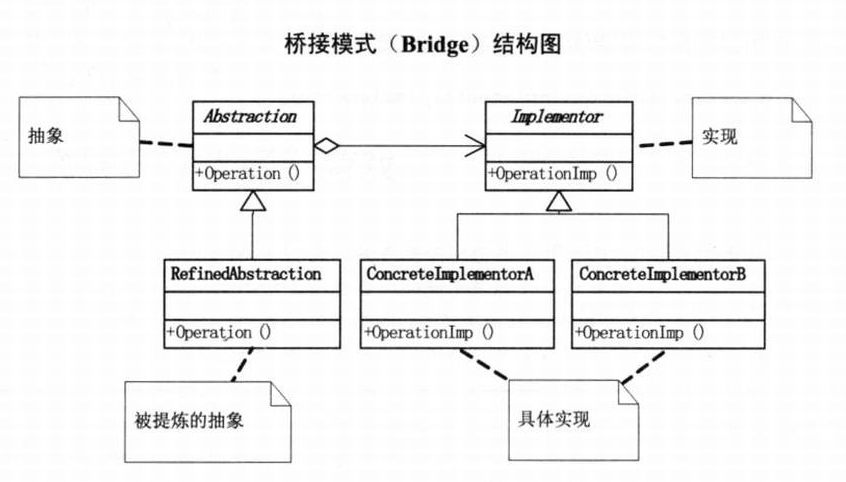 桥接模式（Bridge）结构图
抽象
Abstraction
+Operation ()
Implementor
+OperationImp ()
实现
RefinedAbstraction
+Operation ()
ConcreteImplementorA
+OperationImp ()
ConcreteImplementorB
+OperationImp ()
被提炼的抽象
具体实现